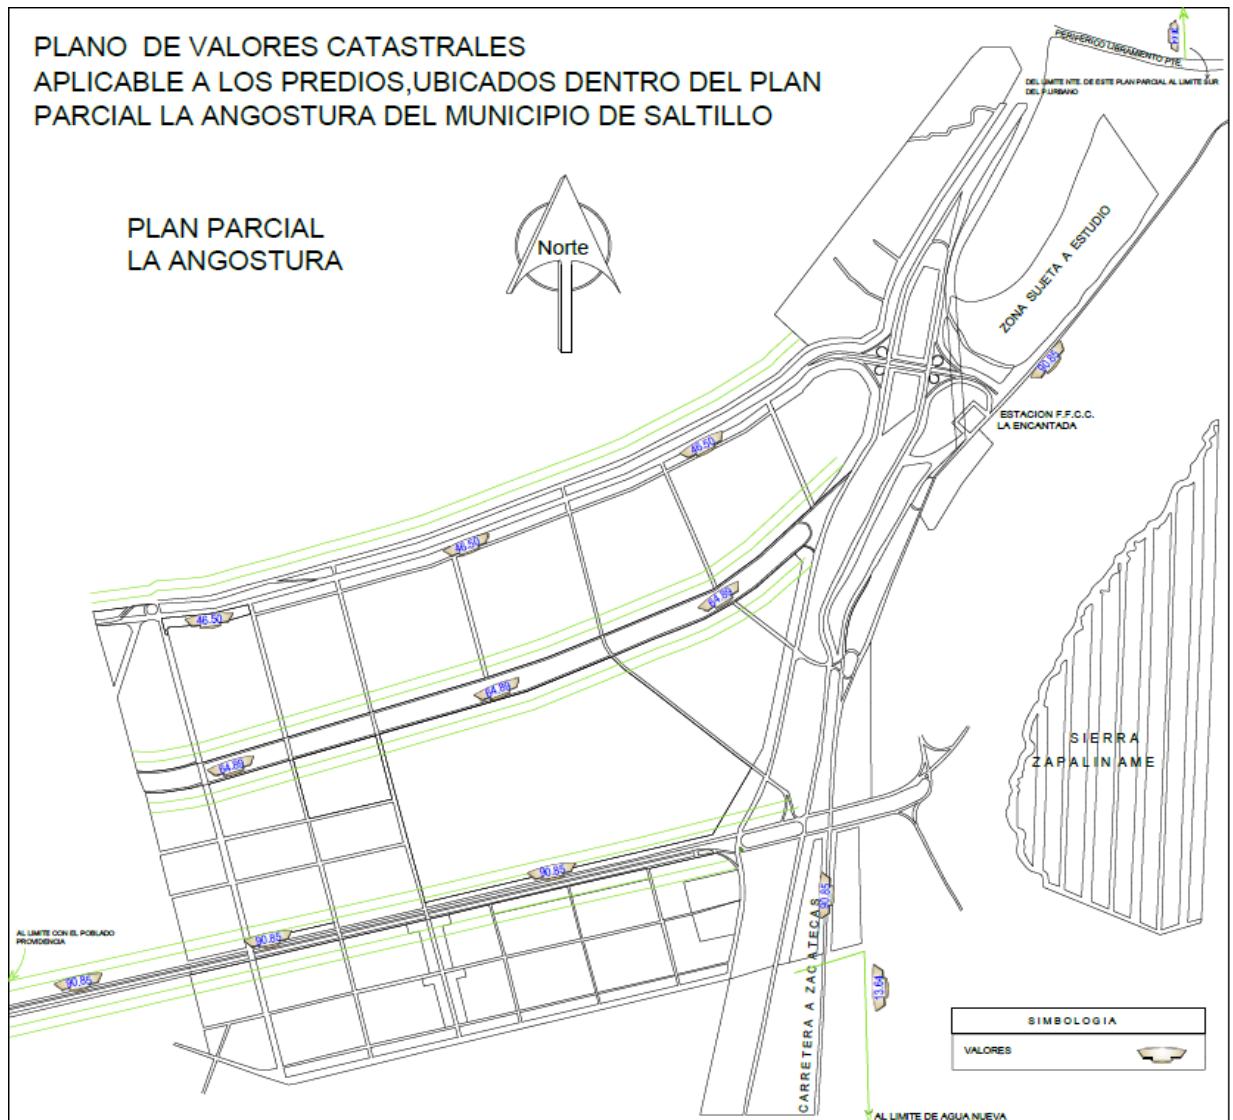 PLANO DE VALORES CATASTRALES
APLICABLE A LOS PREDIOS,UBICADOS DENTRO DEL PLAN
PARCIAL LA ANGOSTURA DEL MUNICIPIO DE SALTILLO
PERIFERICO LIBRAMIENTO PTE.
DEL LIMITE NTE. DE ESTE PLAN PARCIAL AL LIMITE SUR
DEL P.URBANO
PLAN PARCIAL
LA ANGOSTURA
Norte
ZONA SUJETA A ESTUDIO
90.85
ESTACION F.F.C.C.
LA ENCANTADA
46.50
46.50
46.50
64.89
64.89
64.89
SIERRA
ZAPALINAME
90.85
90.85
90.85
90.85
AL LIMITE CON EL POBLADO
PROVIDENCIA
CARRETERA A ZACATECAS
13.64
SIMBOLOGIA
VALORES
AL LIMITE DE AGUA NUEVA